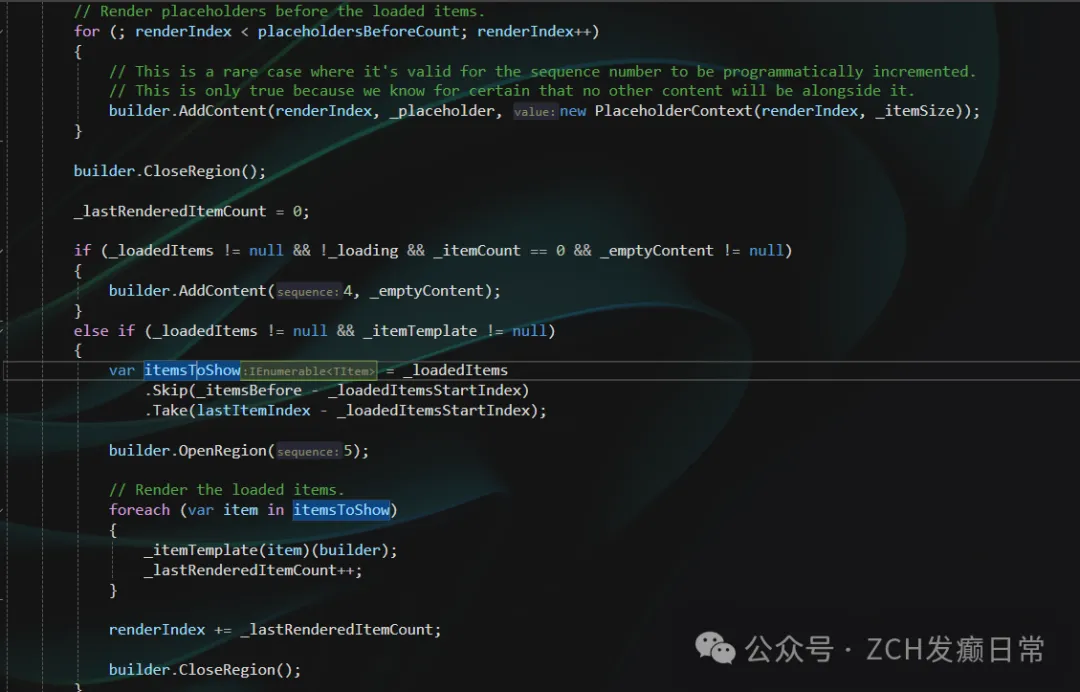 // Render placeholders before the loaded items.
for (; renderIndex < placeholdersBeforeCount; renderIndex++)
{
// This is a rare case where it's valid for the sequence number to be programmatically incremented.
// This is only true because we know for certain that no other content will be alongside it.
builder.AddContent(renderIndex, _placeholder, value: new PlaceholderContext(renderIndex, _itemSize));
}
builder.CloseRegion();
_lastRenderedItemCount = 0;
if (_loadedItems != null && !_loading && _itemCount == 0 && _emptyContent != null)
{
builder.AddContent(sequence: 4, _emptyContent);
}
else if (_loadedItems != null && _itemTemplate != null)
{
var itemsToShow :IEnumerable<TItem> = _loadedItems
.Skip(_itemsBefore - _loadedItemsStartIndex)
.Take(lastItemIndex - _loadedItemsStartIndex);
builder.OpenRegion(sequence: 5);
// Render the loaded items.
foreach (var item in itemsToShow)
{
_itemTemplate(item)(builder);
_lastRenderedItemCount++;
}
renderIndex += _lastRenderedItemCount;
builder.CloseRegion();
}
公众号 · ZCH发癫日常